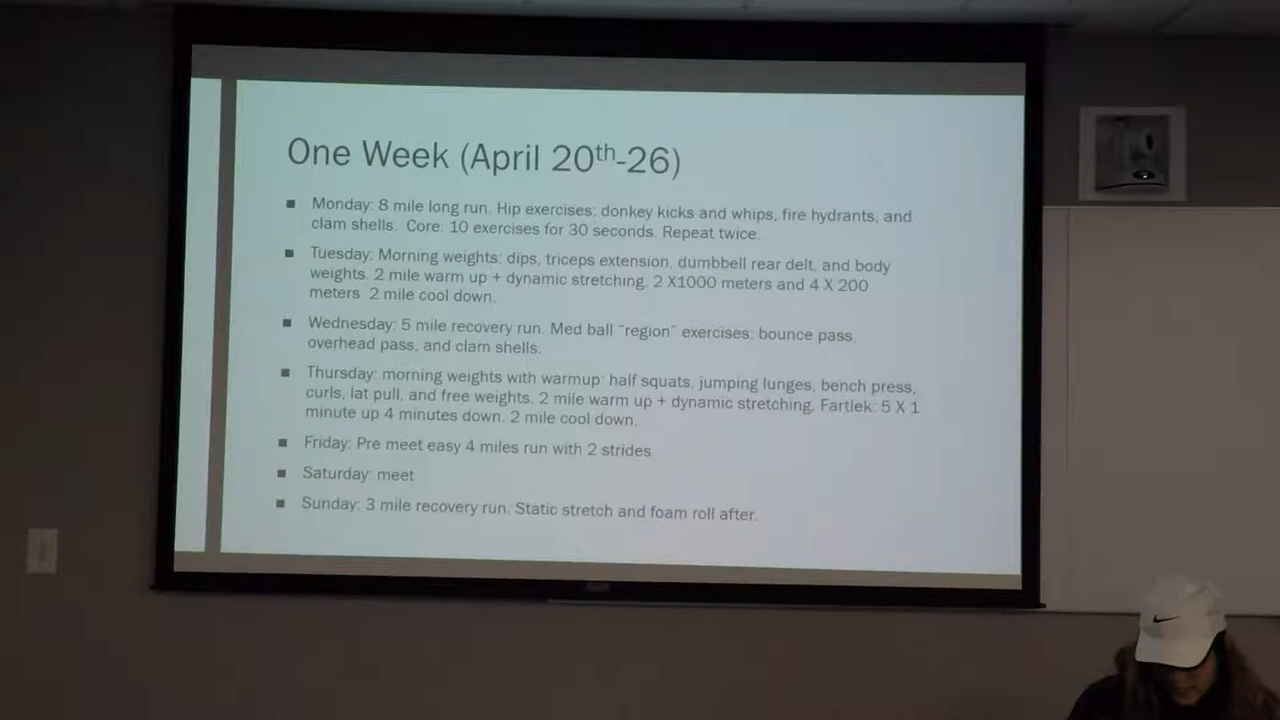 One Week (April 20th-26)
Monday: 8 mile long run. Hip exercises: donkey kicks and whips, fire hydrants, and
clam shells. Core: 10 exercises for 30 seconds. Repeat twice.
Tuesday: Morning weights: dips, triceps extension, dumbbell rear delt, and body
weights. 2 mile warm up + dynamic stretching. 2 X1000 meters and 4 X 200
meters 2 mile cool down.
Wednesday: 5 mile recovery run. Med ball "region" exercises: bounce pass,
overhead pass, and clam shells.
Thursday: morning weights with warmup: half squats, jumping lunges, bench press,
curls, lat pull, and free weights. 2 mile warm up + dynamic stretching. Fartlek: 5 X 1
minute up 4 minutes down. 2 mile cool down.
Friday: Pre meet easy 4 miles run with 2 strides
Saturday: meet
Sunday: 3 mile recovery run. Static stretch and foam roll after.